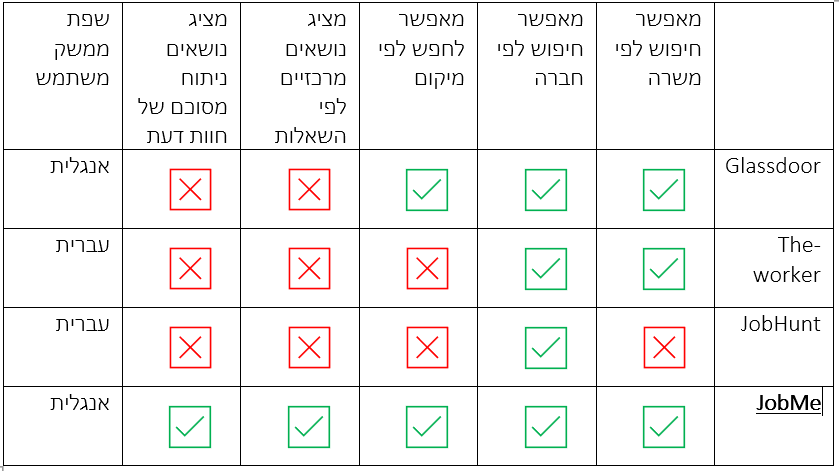 מאפשר
חיפוש לפי
משרה
מאפשר
חיפוש לפי
חברה
מאפשר
לחפש לפי
מיקום
מציג
נושאים
מרכזיים
לפי
השאלות
מציג
נושאים
ניתוח
מסוכם של
חוות דעת
שפת
ממשק
משתמש
Glassdoor
אנגלית
The-
worker
עברית
JobHunt
עברית
JobMe
אנגלית